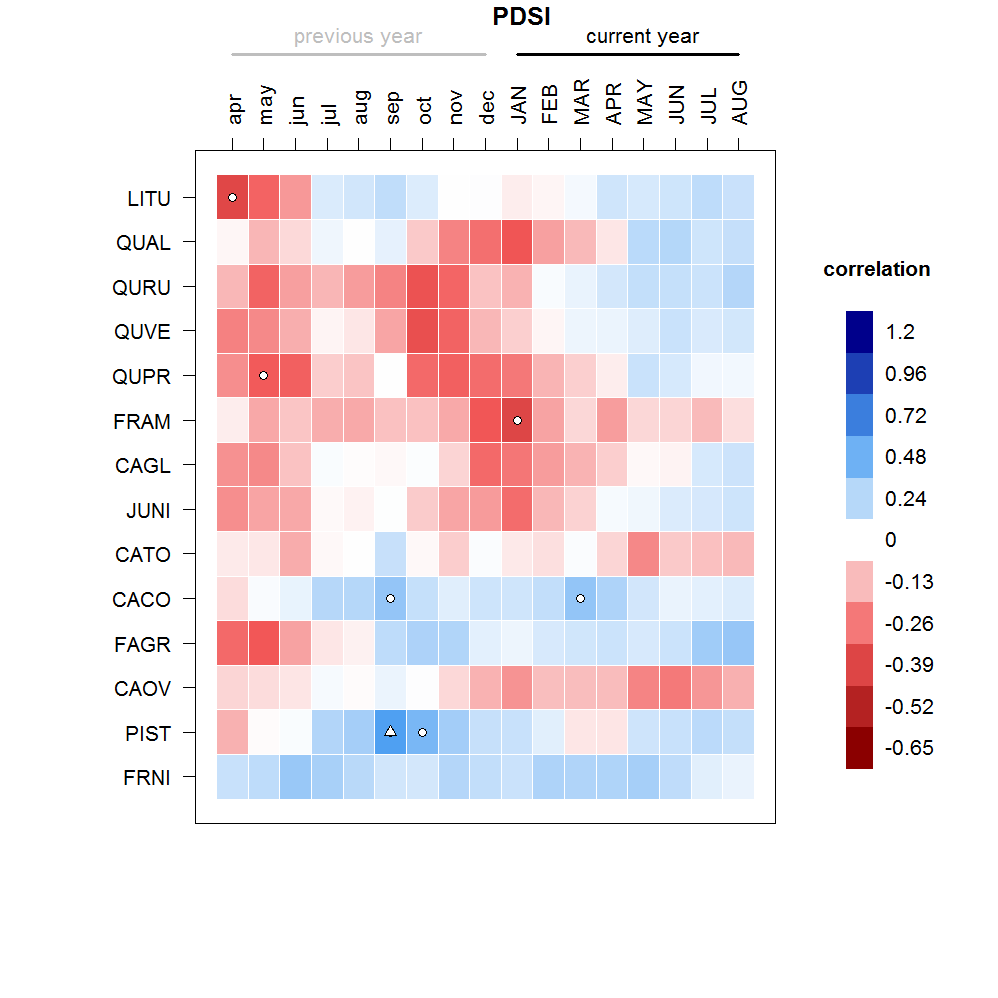 PDSI
previous year current year
apr may jun jul aug sep oct nov dec JAN FEB MAR APR MAY JUN JUL AUG
LITU
QUAL
QURU
QUVE
QUPR
FRAM
CAGL
JUNI
CATO
CACO
FAGR
CAOV
PIST
FRNI
correlation
1.2
0.96
0.72
0.48
0.24
0
-0.13
-0.26
-0.39
-0.52
-0.65